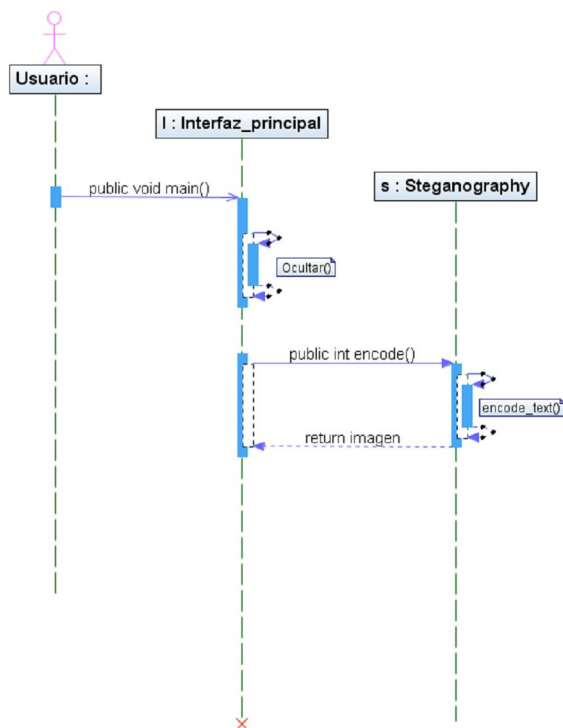 Usuario :
I : Interfaz_principal
s : Steganography
public void main()
Ocultar()
public int encode()
encode_text()
return imagen